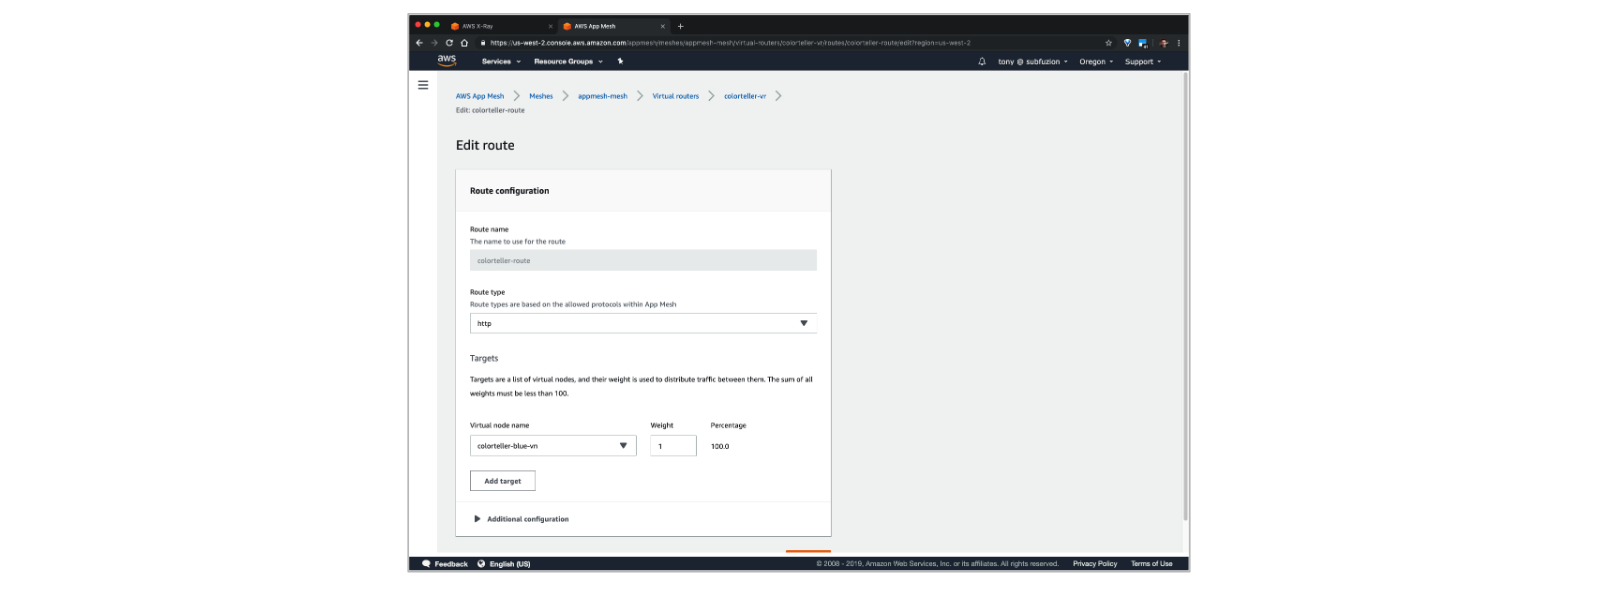 AWS X-Ray
AWS App Mesh
https://us-west-2.console.aws.amazon.com/appmesh/meshes/appmesh-mesh/virtual-routers/colorteller-vr/routes/colorteller-route/edit?region=us-west-2
aws
Services
Resource Groups
tony @ subfuzion
Oregon
Support
AWS App Mesh
Meshes
appmesh-mesh
Virtual routers
colorteller-vr
Edit: colorteller-route
Edit route
Route configuration
Route name
The name to use for the route
colorteller-route
Route type
Route types are based on the allowed protocols within App Mesh
http
Targets
Targets are a list of virtual nodes, and their weight is used to distribute traffic between them. The sum of all
weights must be less than 100.
Virtual node name
Weight
Percentage
colorteller-blue-vn
1
100.0
Add target
Additional configuration
Feedback
English (US)
© 2008 - 2019, Amazon Web Services, Inc. or its affiliates. All rights reserved.
Privacy Policy
Terms of Use